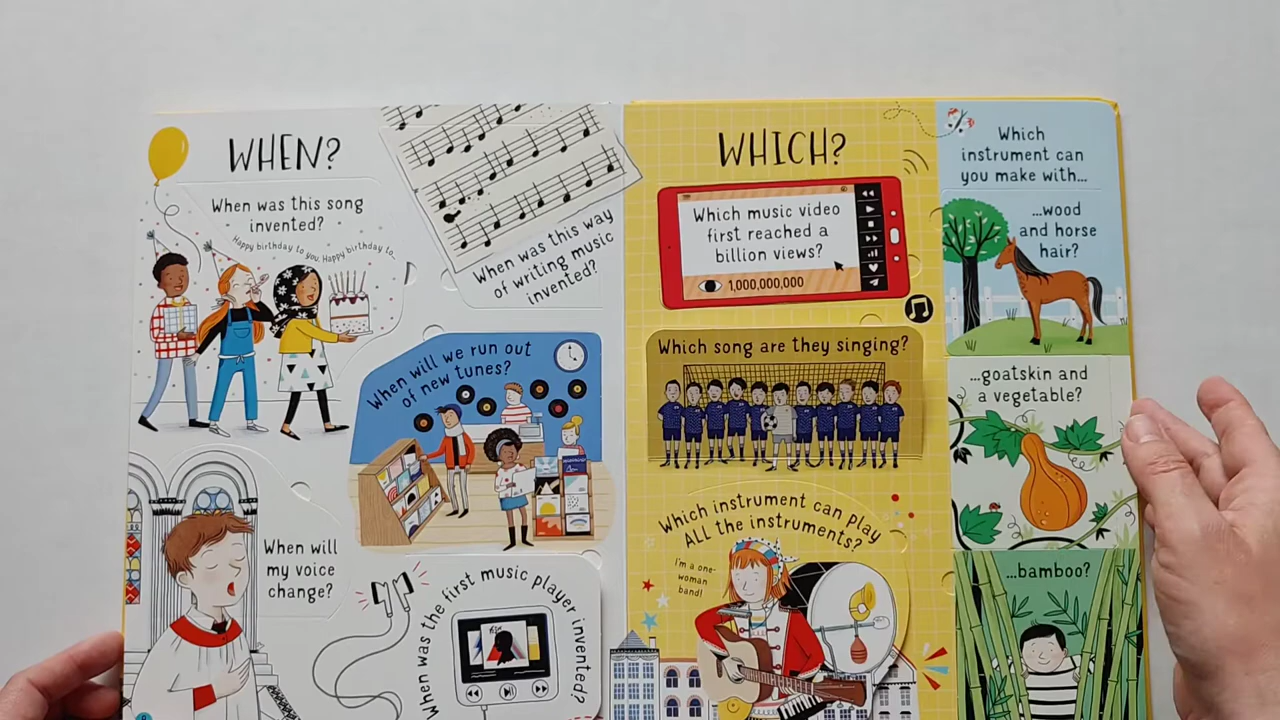 WHEN?
When was this song
invented?
Happy birthday to you, Happy birthday to..
When was this way
of writing music
invented?
When will we run out
of new tunes?
When will
my voice
change?
When was the first music player invented?
WHICH?
Which music video
first reached a
billion views?
1,000,000,000
Which song are they singing?
Which instrument can play
ALL the instruments?
I'm a one-
woman
band!
Which
instrument can
you make with...
...wood
and horse
hair?
...goatskin and
a vegetable?
...bamboo?